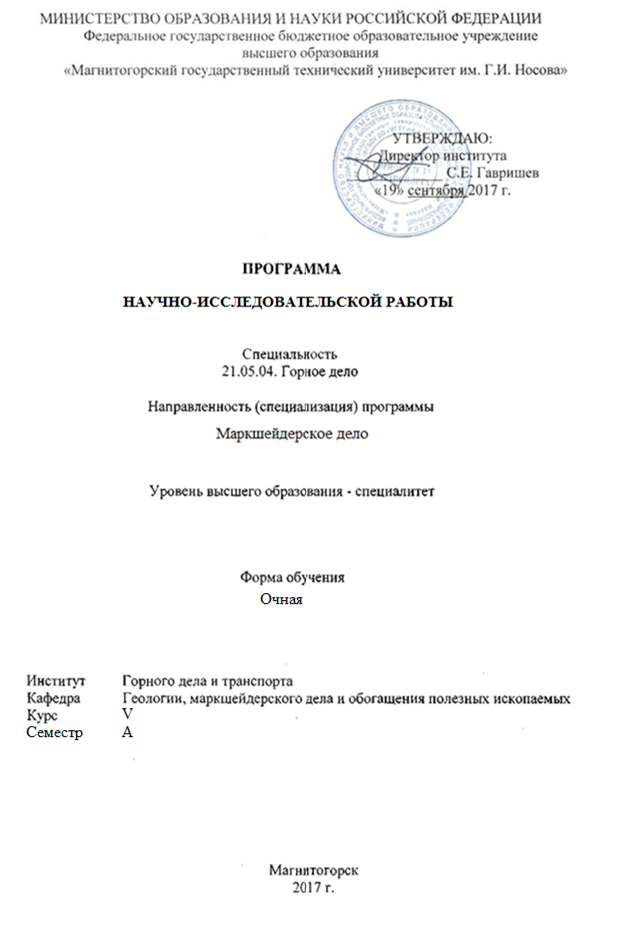 МИНИСТЕРСТВО ОБРАЗОВАНИЯ И НАУКИ РОССИЙСКОЙ ФЕДЕРАЦИИ
Федеральное государственное бюджетное образовательное учреждение
высшего образования
«Магнитогорский государственный технический университет им. Г.И. Носова»
УТВЕРЖДАЮ:
Директор института
С.Е. Гавришев
«19» сентября 2017 г.
ПРОГРАММА
НАУЧНО-ИССЛЕДОВАТЕЛЬСКОЙ РАБОТЫ
Специальность
21.05.04. Горное дело
Направленность (специализация) программы
Маркшейдерское дело
Уровень высшего образования - специалитет
Форма обучения
Очная
Институт Горного дела и транспорта
Кафедра Геологии, маркшейдерского дела и обогащения полезных ископаемых
Курс V
Семестр А
Магнитогорск
2017 г.